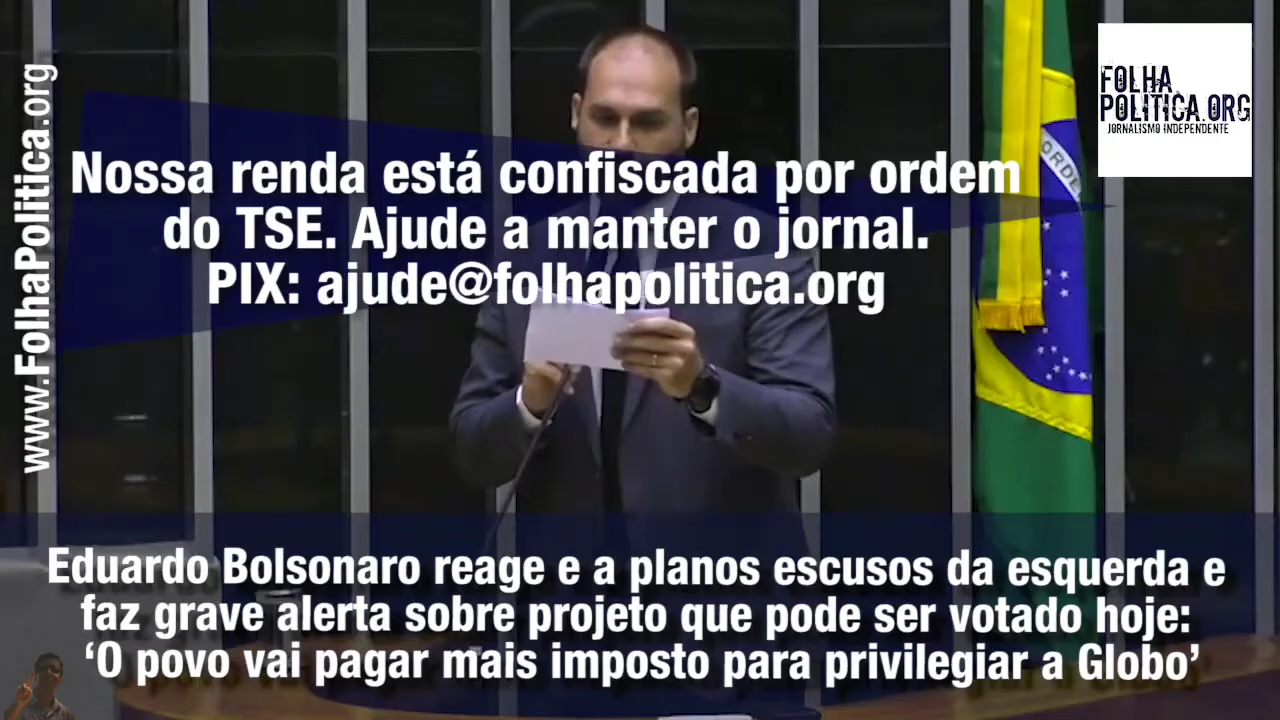 www.FolhaPolitica.org
FOLHA
POLITICA.ORG
JORNALISMO INDEPENDENTE
ORDE
Nossa renda está confiscada por ordem
do TSE. Ajude a manter o jornal.
PIX: ajude@folhapolitica.org
Eduardo Bolsonaro reage e a planos escusos da esquerda e
faz grave alerta sobre projeto que pode ser votado hoje:
‘O povo vai pagar mais imposto para privilegiar a Globo’